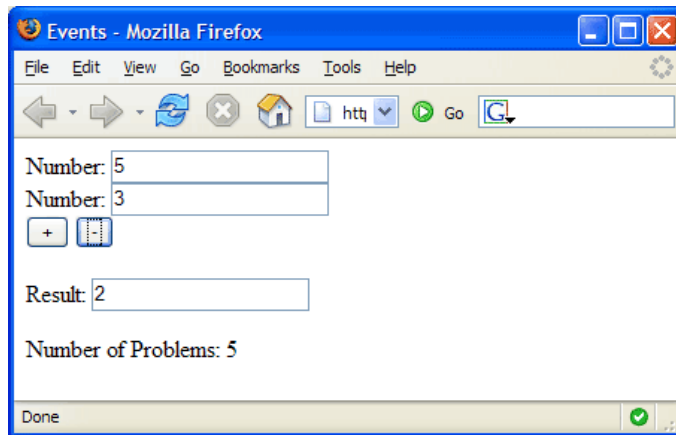 Events - Mozilla Firefox
File Edit View Go Bookmarks Tools Help
http Go G
Number: 5
Number: 3
+ -
Result: 2
Number of Problems: 5
Done